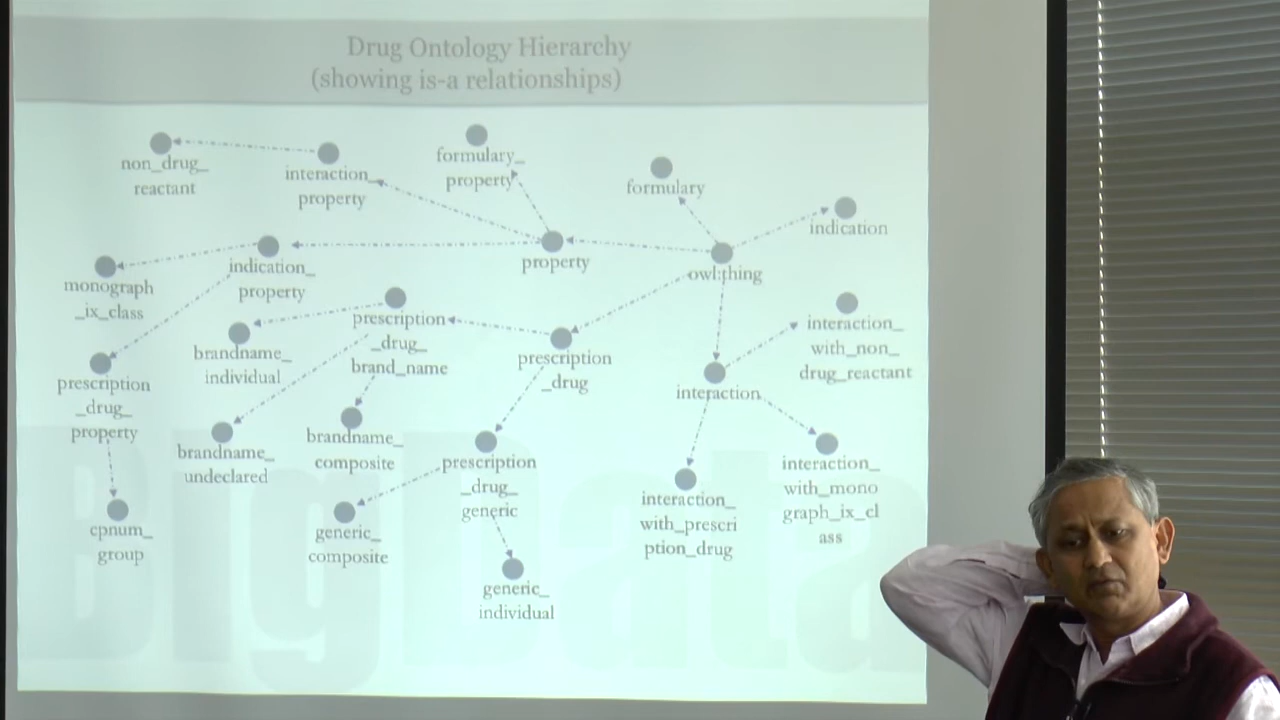 Drug Ontology Hierarchy
(showing is-a relationships)
non_drug_
reactant
interaction_
property
formulary_
property
formulary
indication
monograph
_ix_class
indication_
property
property
owl:thing
brandname_
individual
prescription
_drug_
brand_name
prescription
_drug
interaction_
with_non_
drug_reactant
prescription
_drug_
property
interaction
brandname_
undeclared
brandname_
composite
prescription
_drug_
generic
interaction_
with_prescri
ption_drug
interaction_
with_mono
graph_ix_cl
ass
cpnum_
group
generic_
composite
generic_
individual
BigData